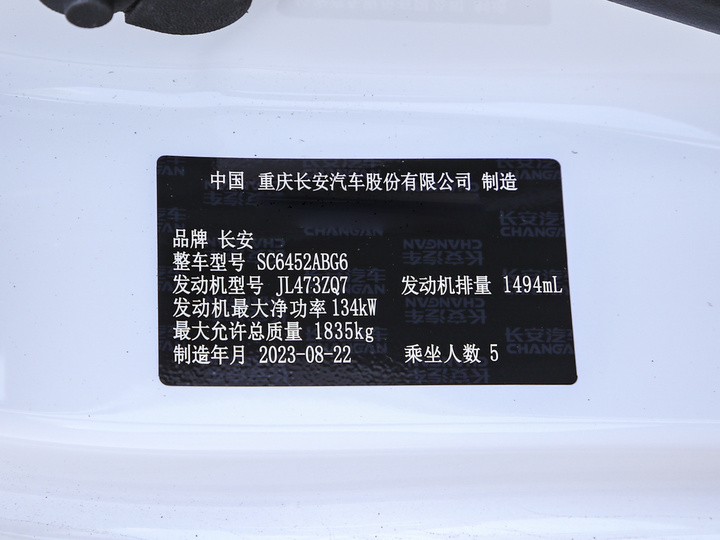 中国 重庆长安汽车股份有限公司 制造
品牌 长安
整车型号 SC6452ABG6
发动机型号 JL473ZQ7 发动机排量 1494mL
发动机最大净功率 134kW
最大允许总质量 1835kg
制造年月 2023-08-22 乘坐人数 5